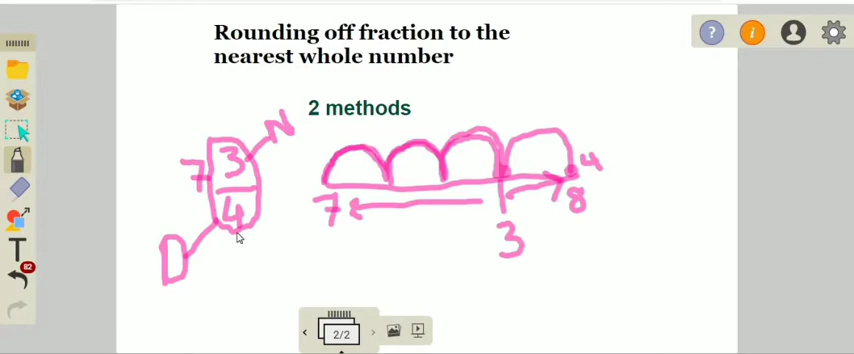 Rounding off fraction to the
nearest whole number
2 methods
N
7 3/4
D
4
7
8
3
82
2/2